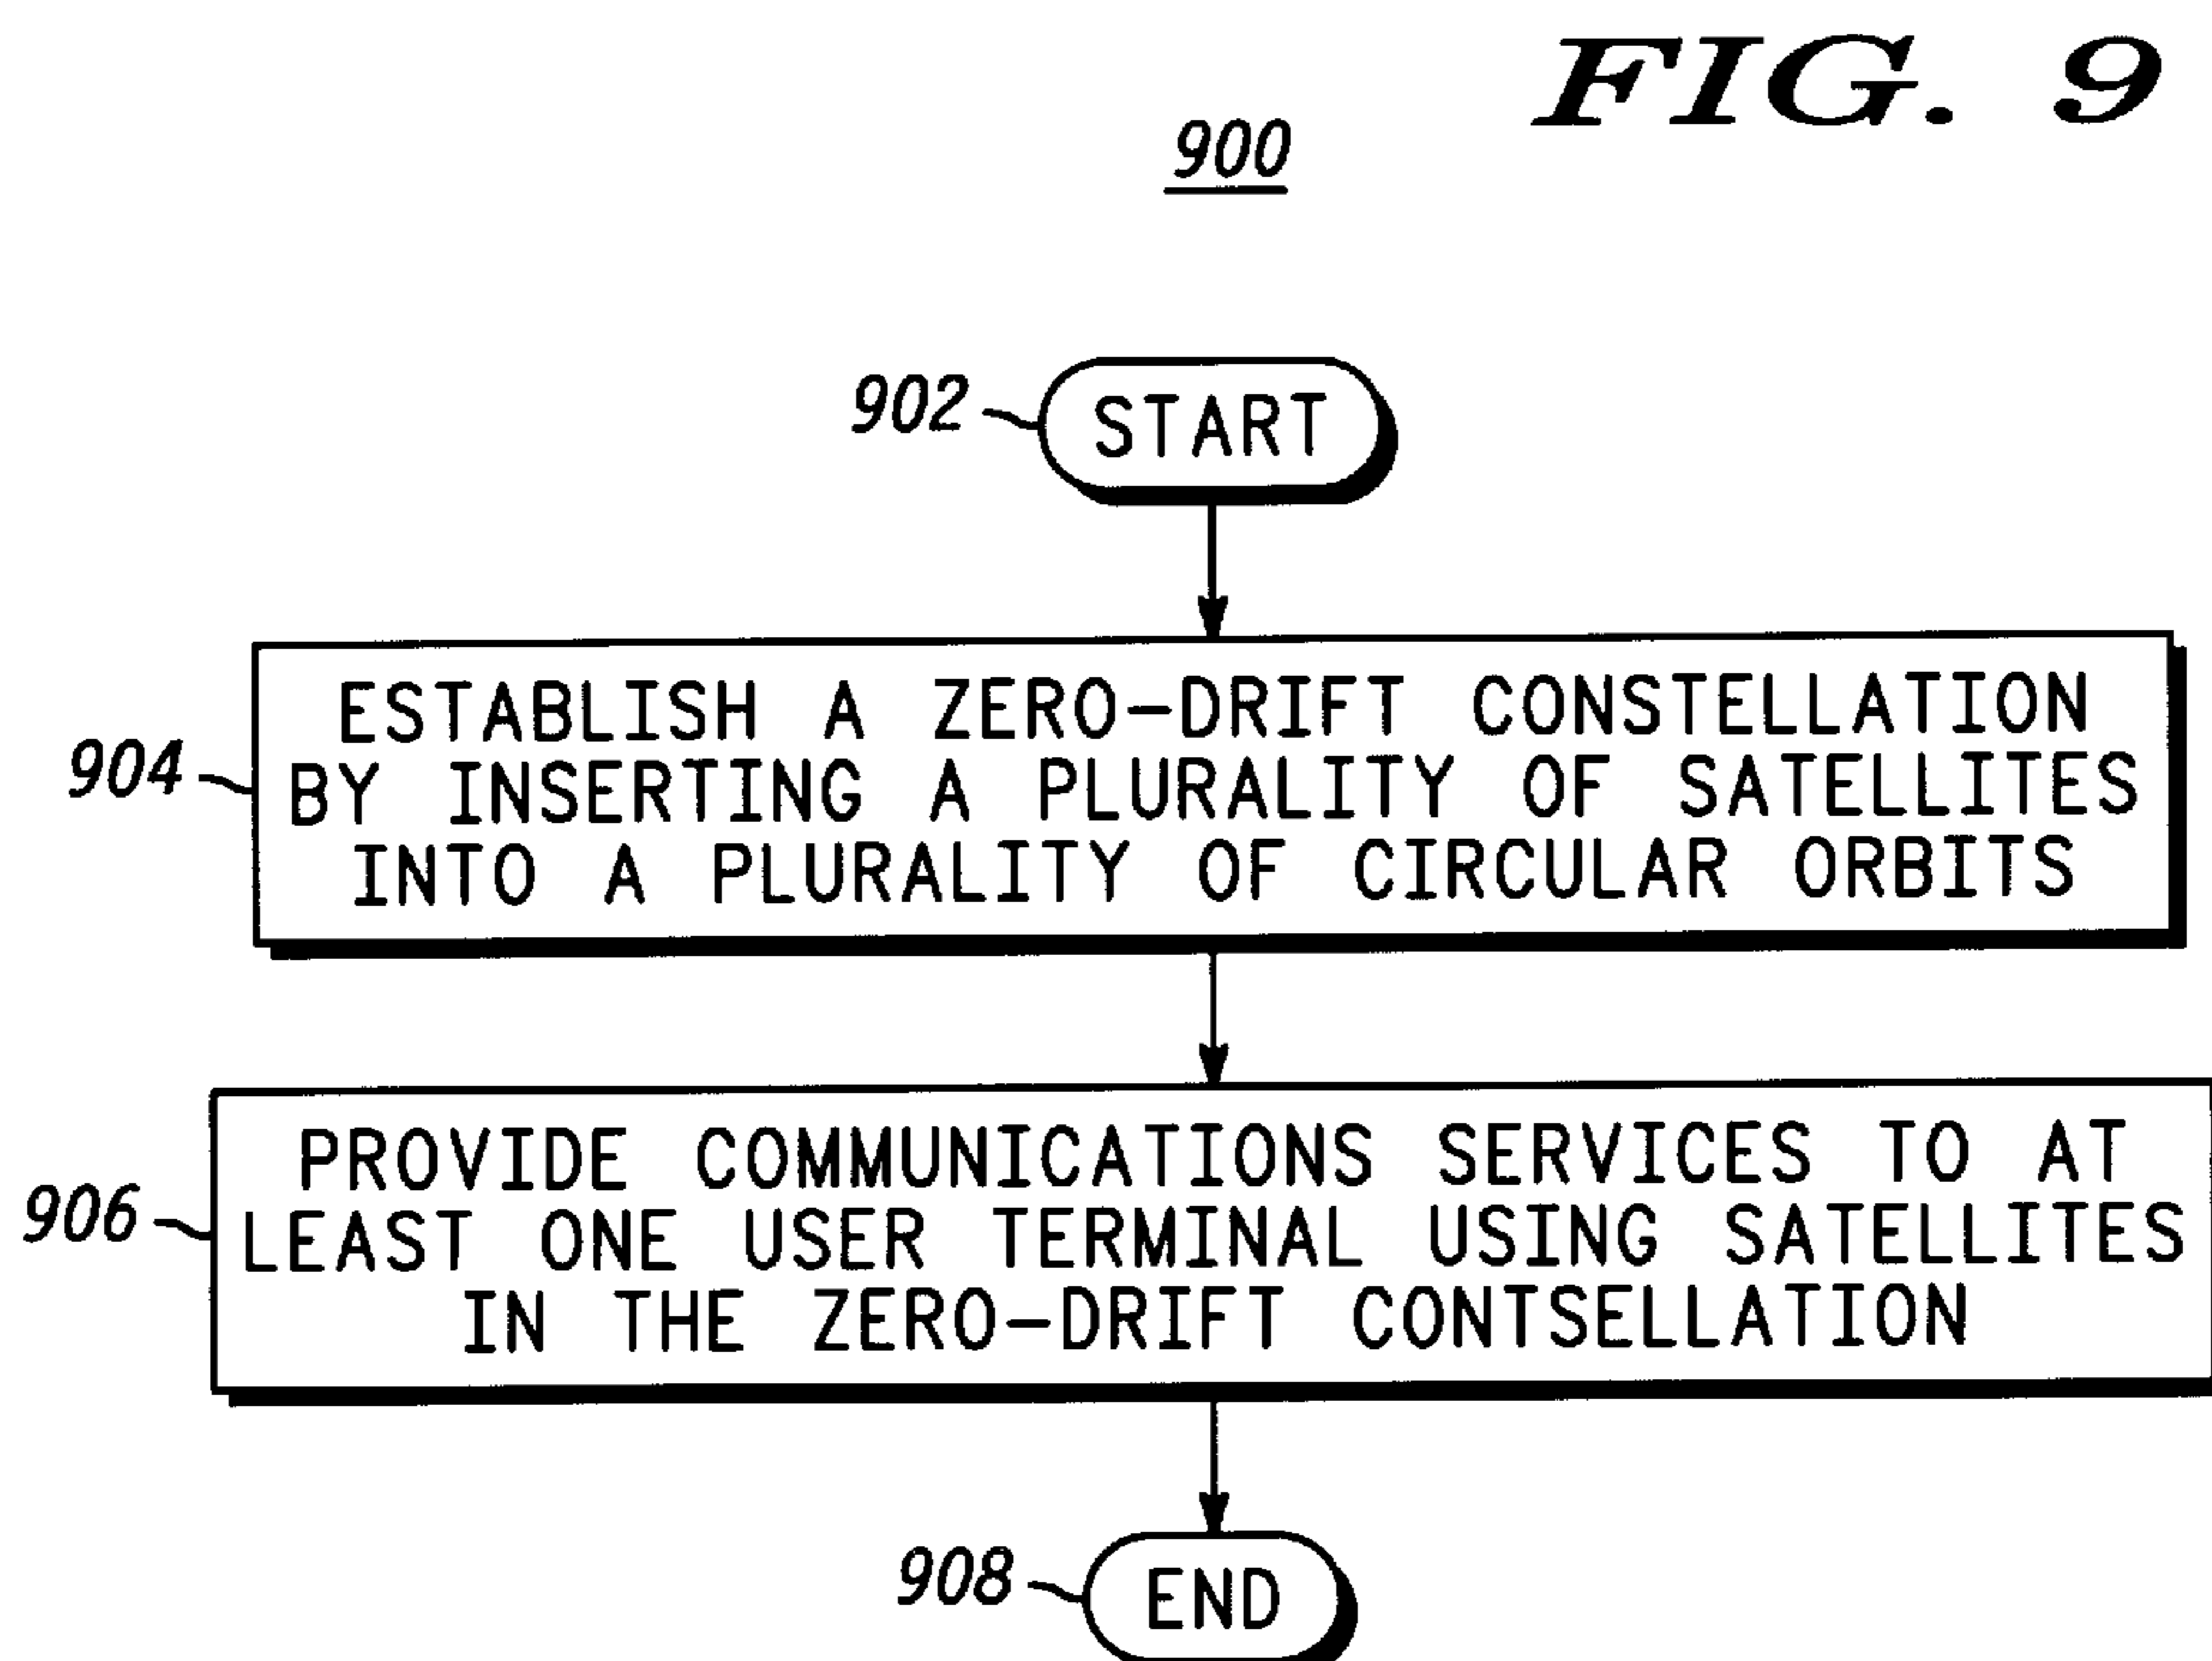 FIG. 9
900
902
START
904
ESTABLISH A ZERO-DRIFT CONSTELLATION
BY INSERTING A PLURALITY OF SATELLITES
INTO A PLURALITY OF CIRCULAR ORBITS
906
PROVIDE COMMUNICATIONS SERVICES TO AT
LEAST ONE USER TERMINAL USING SATELLITES
IN THE ZERO-DRIFT CONTSELLATION
908
END